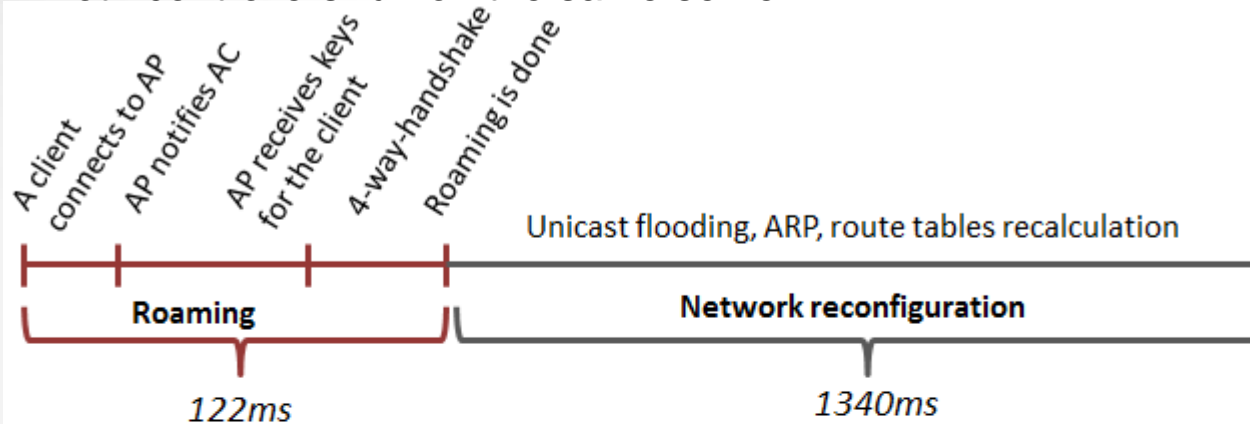 A client
connects to AP
AP notifies AC
AP receives keys
for the client
4-way-handshake
Roaming is done
Unicast flooding, ARP, route tables recalculation
Roaming
Network reconfiguration
122ms
1340ms